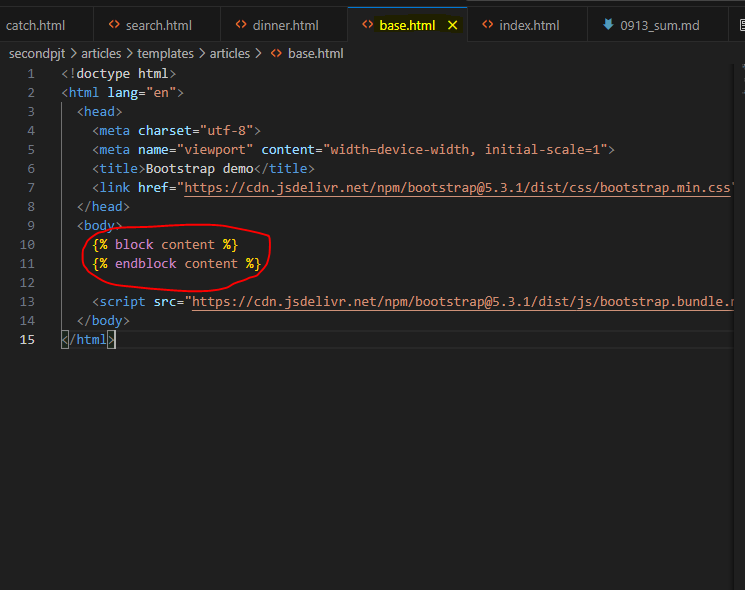 catch.html <> search.html <> dinner.html <> base.html × <> index.html 0913_sum.md
secondpjt > articles > templates > articles > <> base.html
1 <!doctype html>
2 <html lang="en">
3 <head>
4 <meta charset="utf-8">
5 <meta name="viewport" content="width=device-width, initial-scale=1">
6 <title>Bootstrap demo</title>
7 <link href="https://cdn.jsdelivr.net/npm/bootstrap@5.3.1/dist/css/bootstrap.min.css"
8 </head>
9 <body>
10 {% block content %}
11 {% endblock content %}
12
13 <script src="https://cdn.jsdelivr.net/npm/bootstrap@5.3.1/dist/js/bootstrap.bundle.
14 </body>
15 </html>